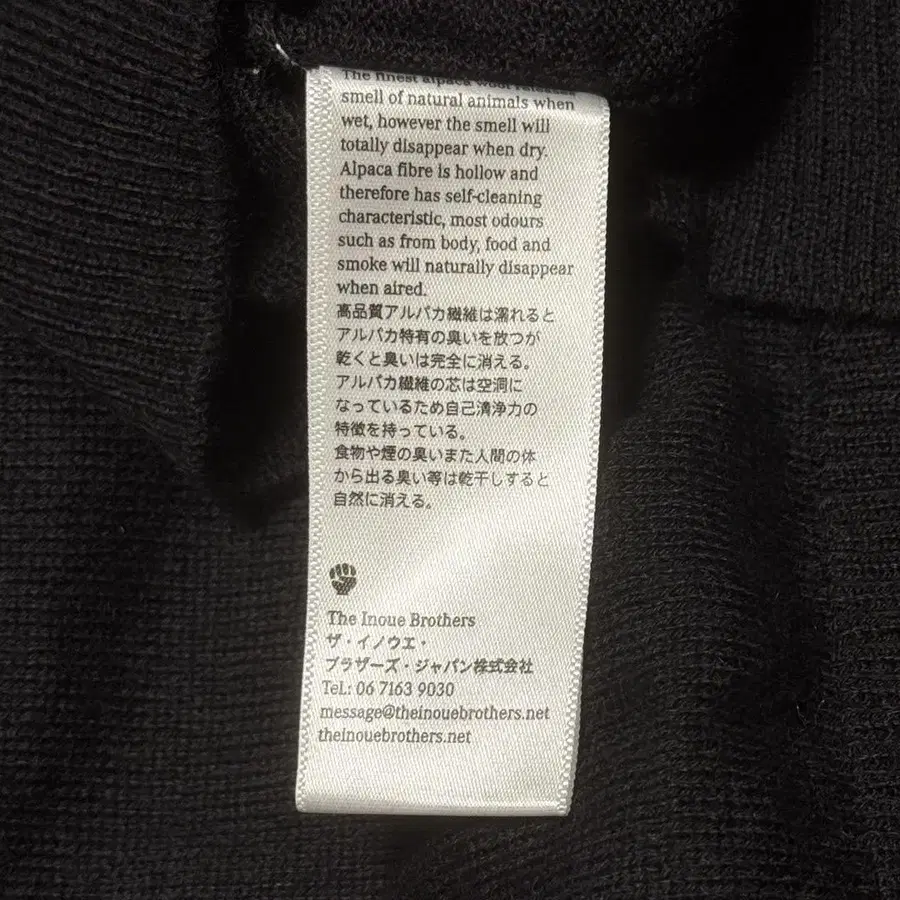 The finest alpaca wool releases
smell of natural animals when
wet, however the smell will
totally disappear when dry.
Alpaca fibre is hollow and
therefore has self-cleaning
characteristic, most odours
such as from body, food and
smoke will naturally disappear
when aired.
高品質アルパカ繊維は濡れると
アルパカ特有の臭いを放つが
乾くと臭いは完全に消える。
アルパカ繊維の芯は空洞に
なっているため自己清浄力の
特徴を持っている。
食物や煙の臭いまた人間の体
から出る臭い等は乾干しすると
自然に消える。
The Inoue Brothers
ザ・イノウエ・
ブラザーズ・ジャパン株式会社
Tel.: 06 7163 9030
message@theinouebrothers.net
theinouebrothers.net